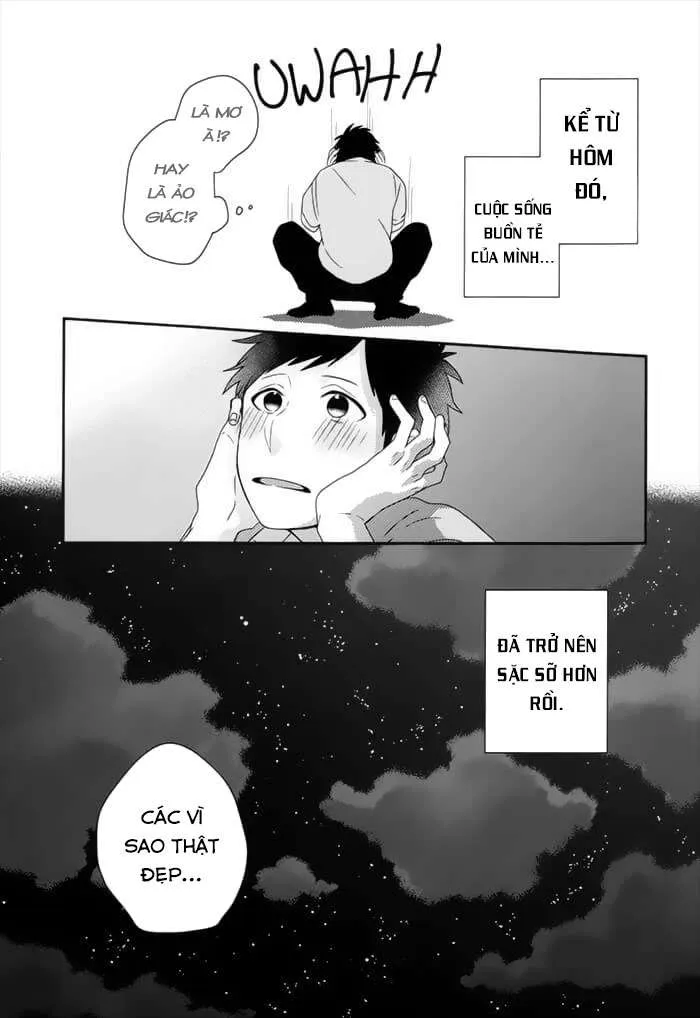 KỂ TỪ
HÔM
ĐÓ,
CUỘC SỐNG
BUỒN TẺ
CỦA MÌNH...
UWAHH
LÀ MƠ
À!?
HAY
LÀ ẢO
GIÁC!?
ĐÃ TRỞ NÊN
SẶC SỠ HƠN
RỒI.
CÁC VÌ
SAO THẬT
ĐẸP...